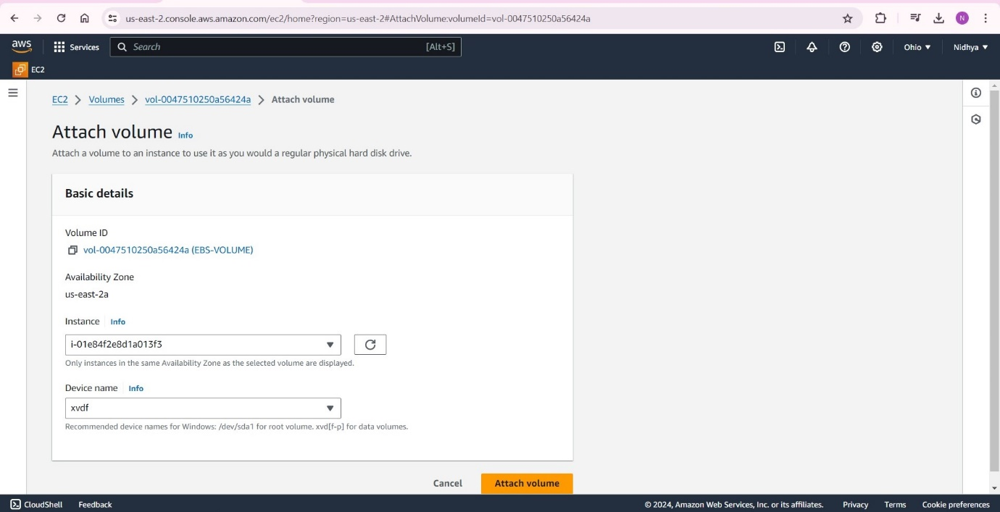 us-east-2.console.aws.amazon.com/ec2/home?region=us-east-2#AttachVolume:volumeId=vol-0047510250a56424a
N
aws Services Search [Alt+S] Ohio Nidhya
EC2
EC2 Volumes vol-0047510250a56424a Attach volume
Attach volume Info
Attach a volume to an instance to use it as you would a regular physical hard disk drive.
Basic details
Volume ID
vol-0047510250a56424a (EBS-VOLUME)
Availability Zone
us-east-2a
Instance Info
i-01e84f2e8d1a013f3
Only instances in the same Availability Zone as the selected volume are displayed.
Device name Info
xvdf
Recommended device names for Windows: /dev/sda1 for root volume. xvd[f-p] for data volumes.
Cancel Attach volume
CloudShell Feedback © 2024, Amazon Web Services, Inc. or its affiliates. Privacy Terms Cookie preferences